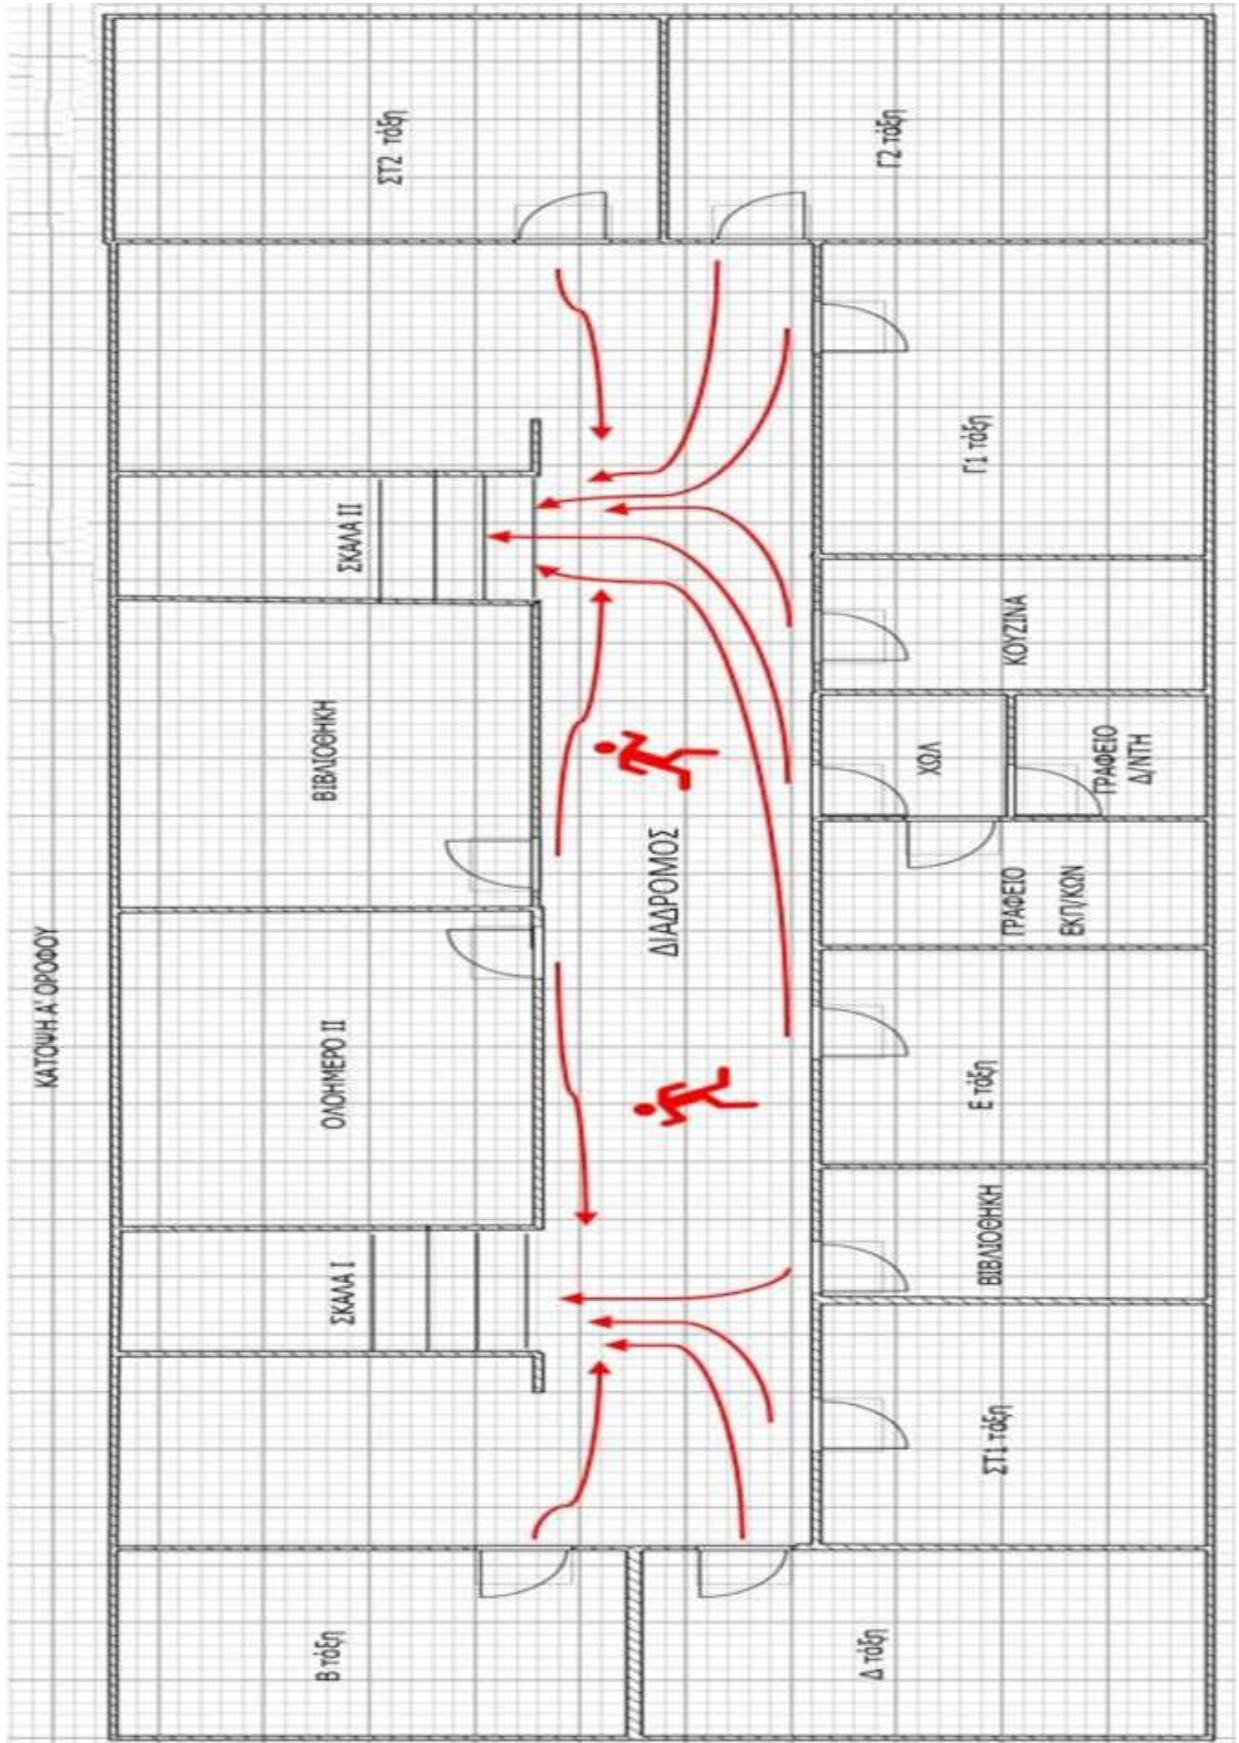 ΚΑΤΟΨΗ Α' ΟΡΟΦΟΥ
Β τάξη
ΣΚΑΛΑ Ι
ΟΛΟΗΜΕΡΟ ΙΙ
ΒΙΒΛΙΟΘΗΚΗ
ΣΚΑΛΑ ΙΙ
ΣΤ2 τάξη
ΔΙΑΔΡΟΜΟΣ
Δ τάξη
ΣΤ1 τάξη
ΒΙΒΛΙΟΘΗΚΗ
Ε τάξη
ΓΡΑΦΕΙΟ
ΕΚΠ/ΚΩΝ
ΧΩΛ
ΓΡΑΦΕΙΟ
Δ/ΝΤΗ
ΚΟΥΖΙΝΑ
Γ1 τάξη
Γ2 τάξη